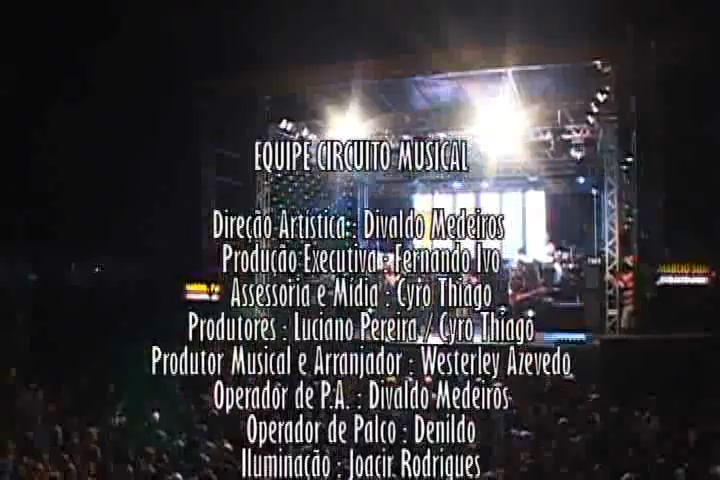 EQUIPE CIRCUITO MUSICAL
Direção Artística : Divaldo Medeiros
Produção Executiva : Fernando Ivo
Assessoria e Mídia : Cyro Thiago
Produtores : Luciano Pereira / Cyro Thiago
Produtor Musical e Arranjador : Westerley Azevedo
Operador de P.A. : Divaldo Medeiros
Operador de Palco : Denildo
Iluminação : Joacir Rodrigues